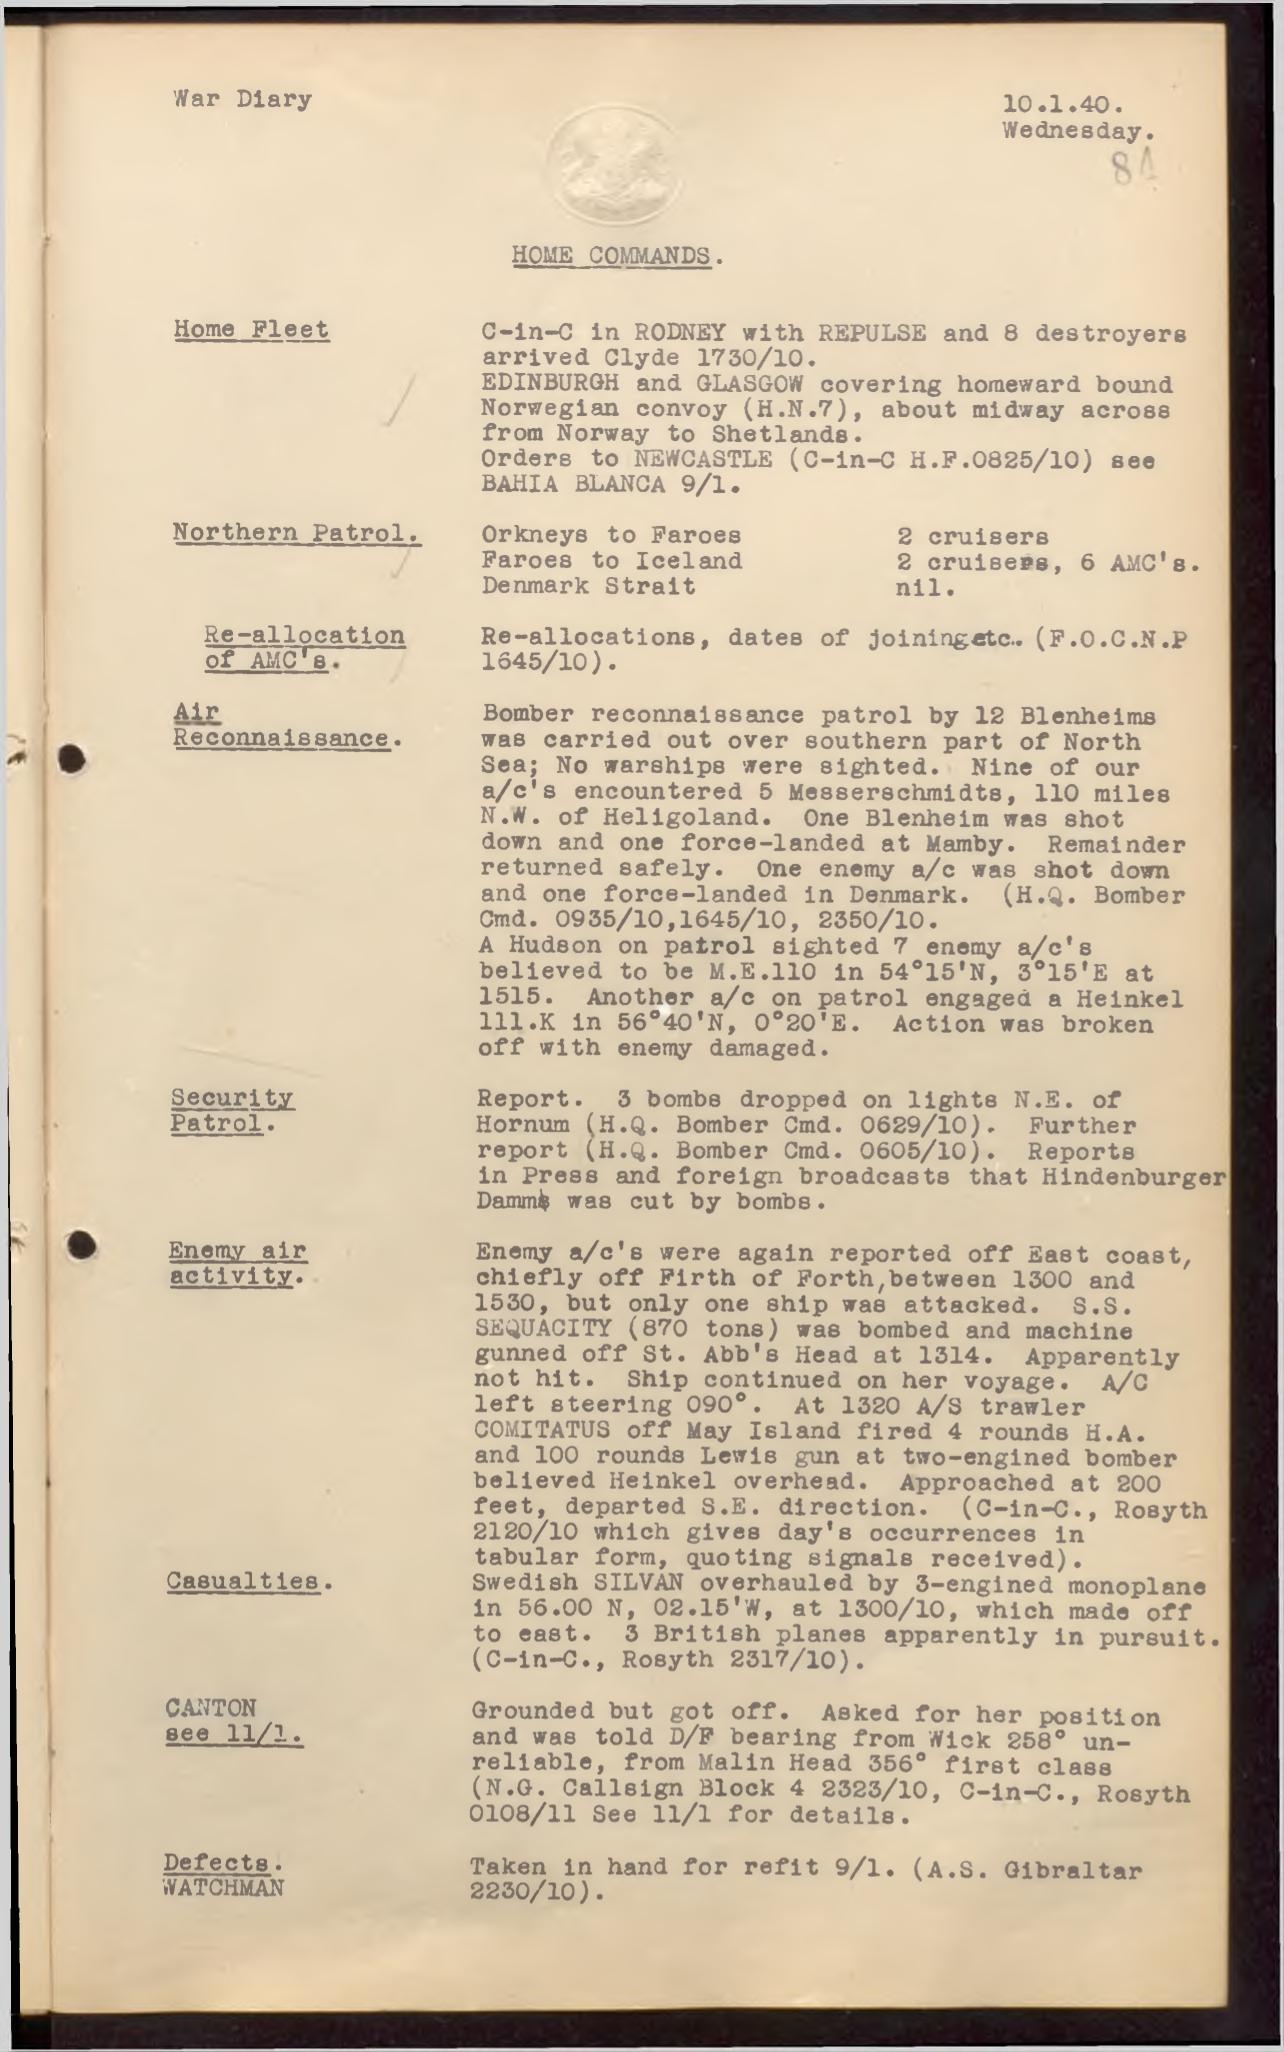 War Diary
10.1.40.
Wednesday.
HOME COMMANDS.
Home Fleet
C-in-C in RODNEY with REPULSE and 8 destroyers
arrived Clyde 1730/10.
EDINBURGH and GLASGOW covering homeward bound
Norwegian convoy (H.N.7), about midway across
from Norway to Shetlands.
Orders to NEWCASTLE (C-in-C H.F.0825/10) see
BAHIA BLANCA 9/1.
Northern Patrol.
Orkneys to Faroes 2 cruisers
Faroes to Iceland 2 cruisers, 6 AMC's.
Denmark Strait nil.
Re-allocation
of AMC's.
Re-allocations, dates of joining etc.. (F.O.C.N.P
1645/10).
Air
Reconnaissance.
Bomber reconnaissance patrol by 12 Blenheims
was carried out over southern part of North
Sea; No warships were sighted. Nine of our
a/c's encountered 5 Messerschmidts, 110 miles
N.W. of Heligoland. One Blenheim was shot
down and one force-landed at Mamby. Remainder
returned safely. One enemy a/c was shot down
and one force-landed in Denmark. (H.Q. Bomber
Cmd. 0935/10,1645/10, 2350/10.
A Hudson on patrol sighted 7 enemy a/c's
believed to be M.E.110 in 54°15'N, 3°15'E at
1515. Another a/c on patrol engaged a Heinkel
111.K in 56°40'N, 0°20'E. Action was broken
off with enemy damaged.
Security
Patrol.
Report. 3 bombs dropped on lights N.E. of
Hornum (H.Q. Bomber Cmd. 0629/10). Further
report (H.Q. Bomber Cmd. 0605/10). Reports
in Press and foreign broadcasts that Hindenburger
Damm was cut by bombs.
Enemy air
activity.
Enemy a/c's were again reported off East coast,
chiefly off Firth of Forth, between 1300 and
1530, but only one ship was attacked. S.S.
SEQUACITY (870 tons) was bombed and machine
gunned off St. Abb's Head at 1314. Apparently
not hit. Ship continued on her voyage. A/C
left steering 090°. At 1320 A/S trawler
COMITATUS off May Island fired 4 rounds H.A.
and 100 rounds Lewis gun at two-engined bomber
believed Heinkel overhead. Approached at 200
feet, departed S.E. direction. (C-in-C., Rosyth
2120/10 which gives day's occurrences in
tabular form, quoting signals received).
Casualties.
Swedish SILVAN overhauled by 3-engined monoplane
in 56.00 N, 02.15'W, at 1300/10, which made off
to east. 3 British planes apparently in pursuit.
(C-in-C., Rosyth 2317/10).
CANTON
see 11/1.
Grounded but got off. Asked for her position
and was told D/F bearing from Wick 258° un-
reliable, from Malin Head 356° first class
(N.G. Callsign Block 4 2323/10, C-in-C., Rosyth
0108/11 See 11/1 for details.
Defects.
WATCHMAN
Taken in hand for refit 9/1. (A.S. Gibraltar
2230/10).